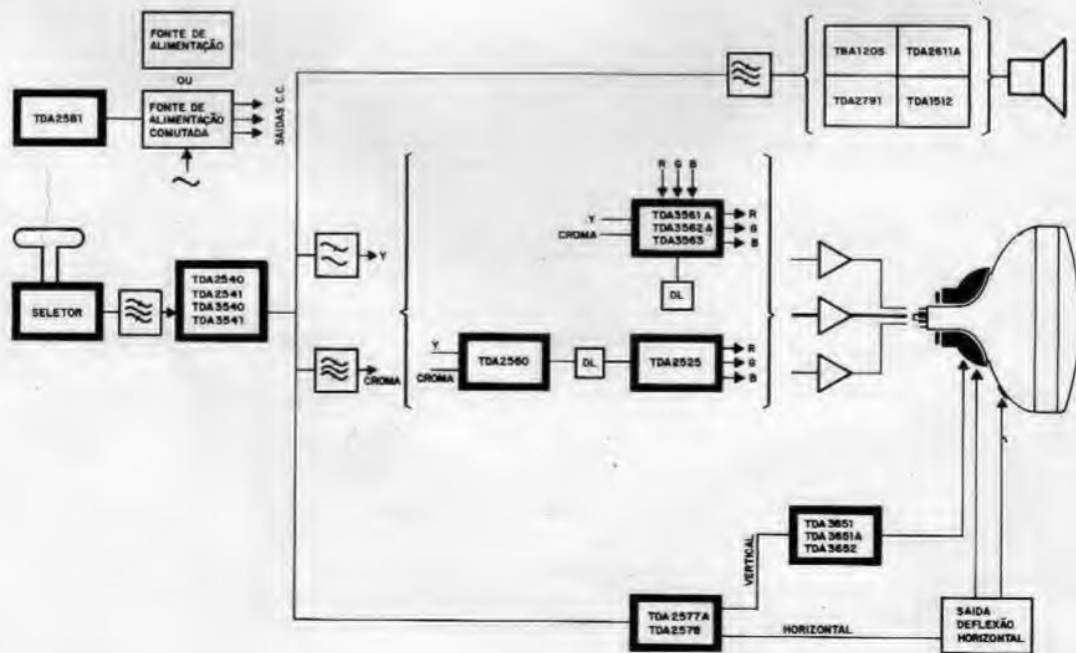 FONTE DE
ALIMENTAÇÃO
OU
TDA2581
FONTE DE
ALIMENTAÇÃO
COMUTADA
SAÍDAS C.C.
TBA120S
TDA2611A
TDA2791
TDA1512
SELETOR
TDA2540
TDA2541
TDA3540
TDA3541
Y
CROMA
R G B
Y
CROMA
TDA3561A
TDA3562A
TDA3563
R
G
B
DL
Y
CROMA
TDA2560
DL
TDA2525
R
G
B
TDA3651
TDA3651A
TDA3652
VERTICAL
TDA2577A
TDA2578
HORIZONTAL
SAÍDA
DEFLEXÃO
HORIZONTAL